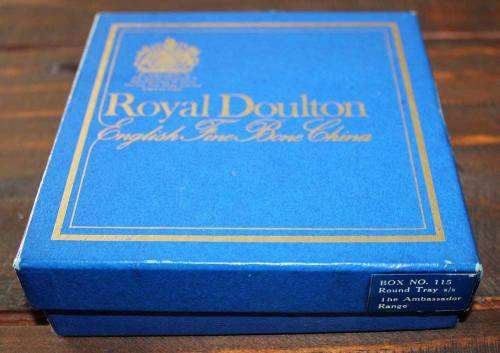 Royal Doulton
English Fine Bone China
BOX NO. 115
Round Tray s/s
The Ambassador
Range